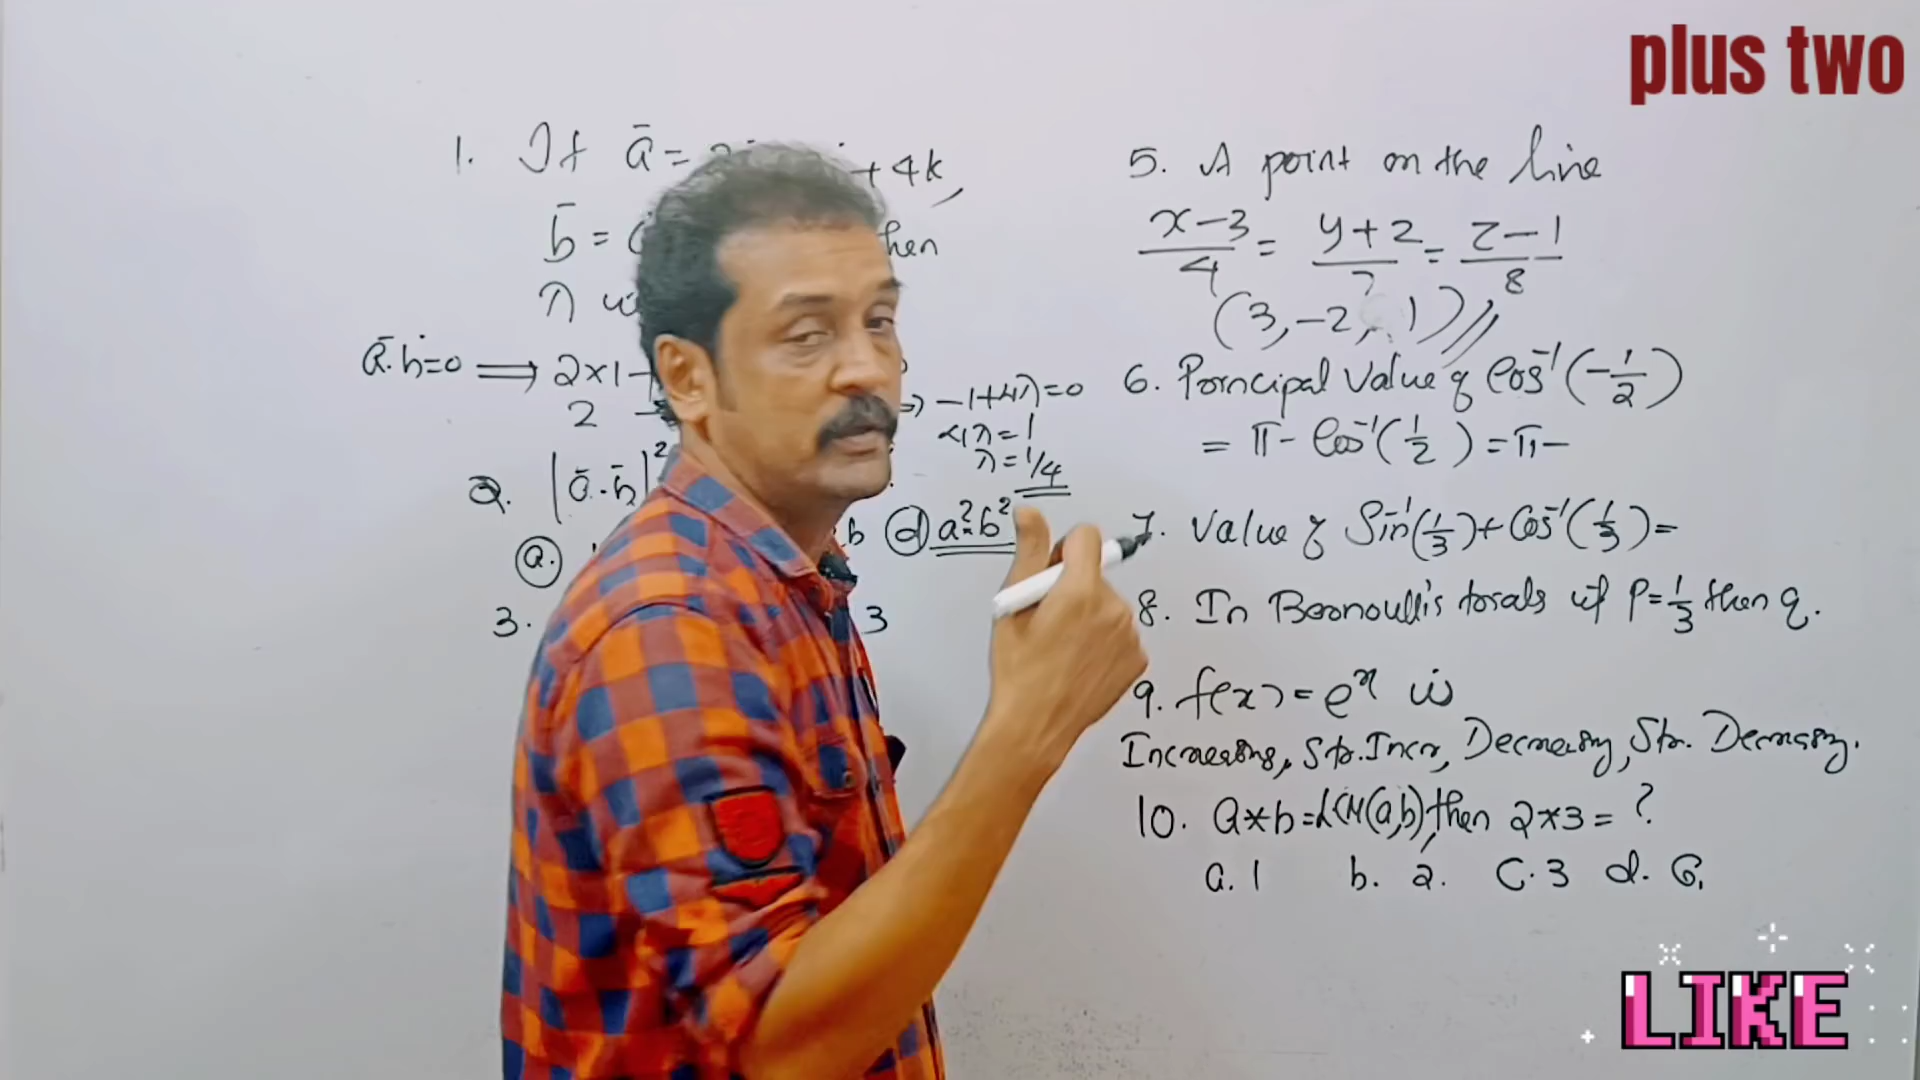 plus two
1. If a̅ = + 4k,
b̅ = then
λ
a̅.b̅=0 ⟹ 2×1
2
⇒ -1+4λ=0
4λ=1
λ=1/4
2. |a̅.b̅|²
a. b d a².b²
3. 3
5. A point on the line
x-3/4 = y+2/7 = z-1/8
(3,-2, 1)//
6. Principal value of Cos⁻¹(-1/2)
= π- Cos⁻¹(1/2) = π-
7. Value of Sin⁻¹(1/3)+Cos⁻¹(1/3)=
8. In Bernoulli's trials if P=1/3 then q.
9. f(x) = eˣ is
Increasing, Str. Incr, Decreasing, Str. Decreasing.
10. a*b=LCM(a,b), then 2*3 = ?
a. 1 b. 2. c. 3 d. 6,
LIKE